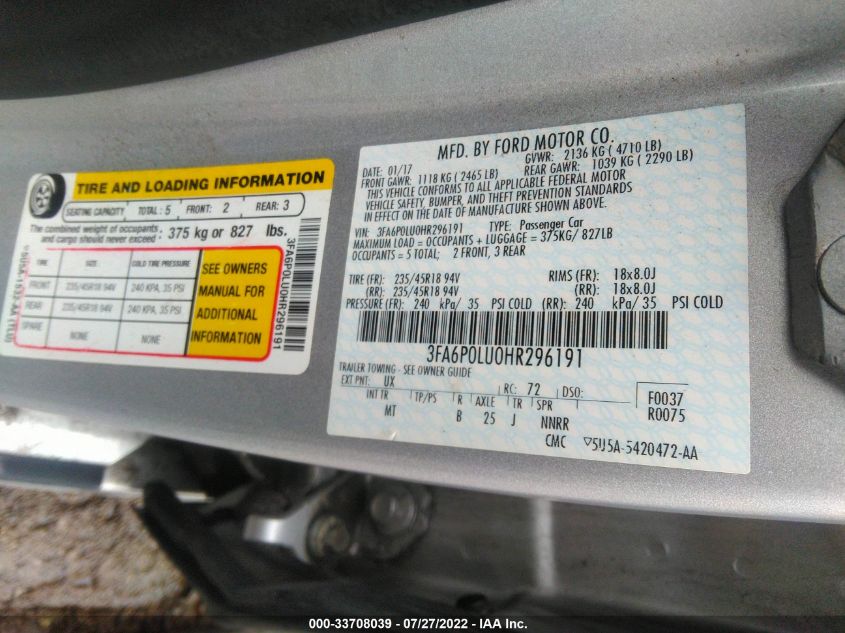 TIRE AND LOADING INFORMATION
SEATING CAPACITY TOTAL : 5 FRONT: 2 REAR: 3
The combined weight of occupants and cargo should never exceed : 375 kg or 827 lbs.
TIRE SIZE COLD TIRE PRESSURE
FRONT 235/45R18 94V 240 KPA, 35 PSI
REAR 235/45R18 94V 240 KPA, 35 PSI
SPARE NONE NONE
SEE OWNERS
MANUAL FOR
ADDITIONAL
INFORMATION
3FA6P0LU0HR296191
MFD. BY FORD MOTOR CO.
DATE: 01/17 GVWR: 2136 KG ( 4710 LB)
FRONT GAWR: 1118 KG ( 2465 LB) REAR GAWR: 1039 KG ( 2290 LB)
THIS VEHICLE CONFORMS TO ALL APPLICABLE FEDERAL MOTOR
VEHICLE SAFETY, BUMPER, AND THEFT PREVENTION STANDARDS
IN EFFECT ON THE DATE OF MANUFACTURE SHOWN ABOVE.
VIN: 3FA6P0LU0HR296191 TYPE: Passenger Car
MAXIMUM LOAD = OCCUPANTS + LUGGAGE = 375KG/ 827LB
OCCUPANTS = 5 TOTAL; 2 FRONT, 3 REAR
TIRE (FR): 235/45R18 94V RIMS (FR): 18x8.0J
(RR): 235/45R18 94V (RR): 18x8.0J
PRESSURE (FR): 240 kPa/ 35 PSI COLD (RR): 240 kPa/ 35 PSI COLD
3FA6P0LU0HR296191
TRAILER TOWING - SEE OWNER GUIDE
EXT PNT: UX RC: 72 DSO:
INT TR TP/PS R AXLE TR SPR
MT B 25 J NNRR
F0037
R0075
CMC ▽5U5A-5420472-AA
000-33708039 - 07/27/2022 - IAA Inc.